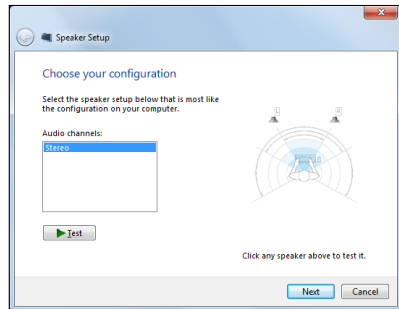 Speaker Setup
Choose your configuration
Select the speaker setup below that is most like
the configuration on your computer.
L
R
Audio channels:
Stereo
Test
Click any speaker above to test it.
Next
Cancel